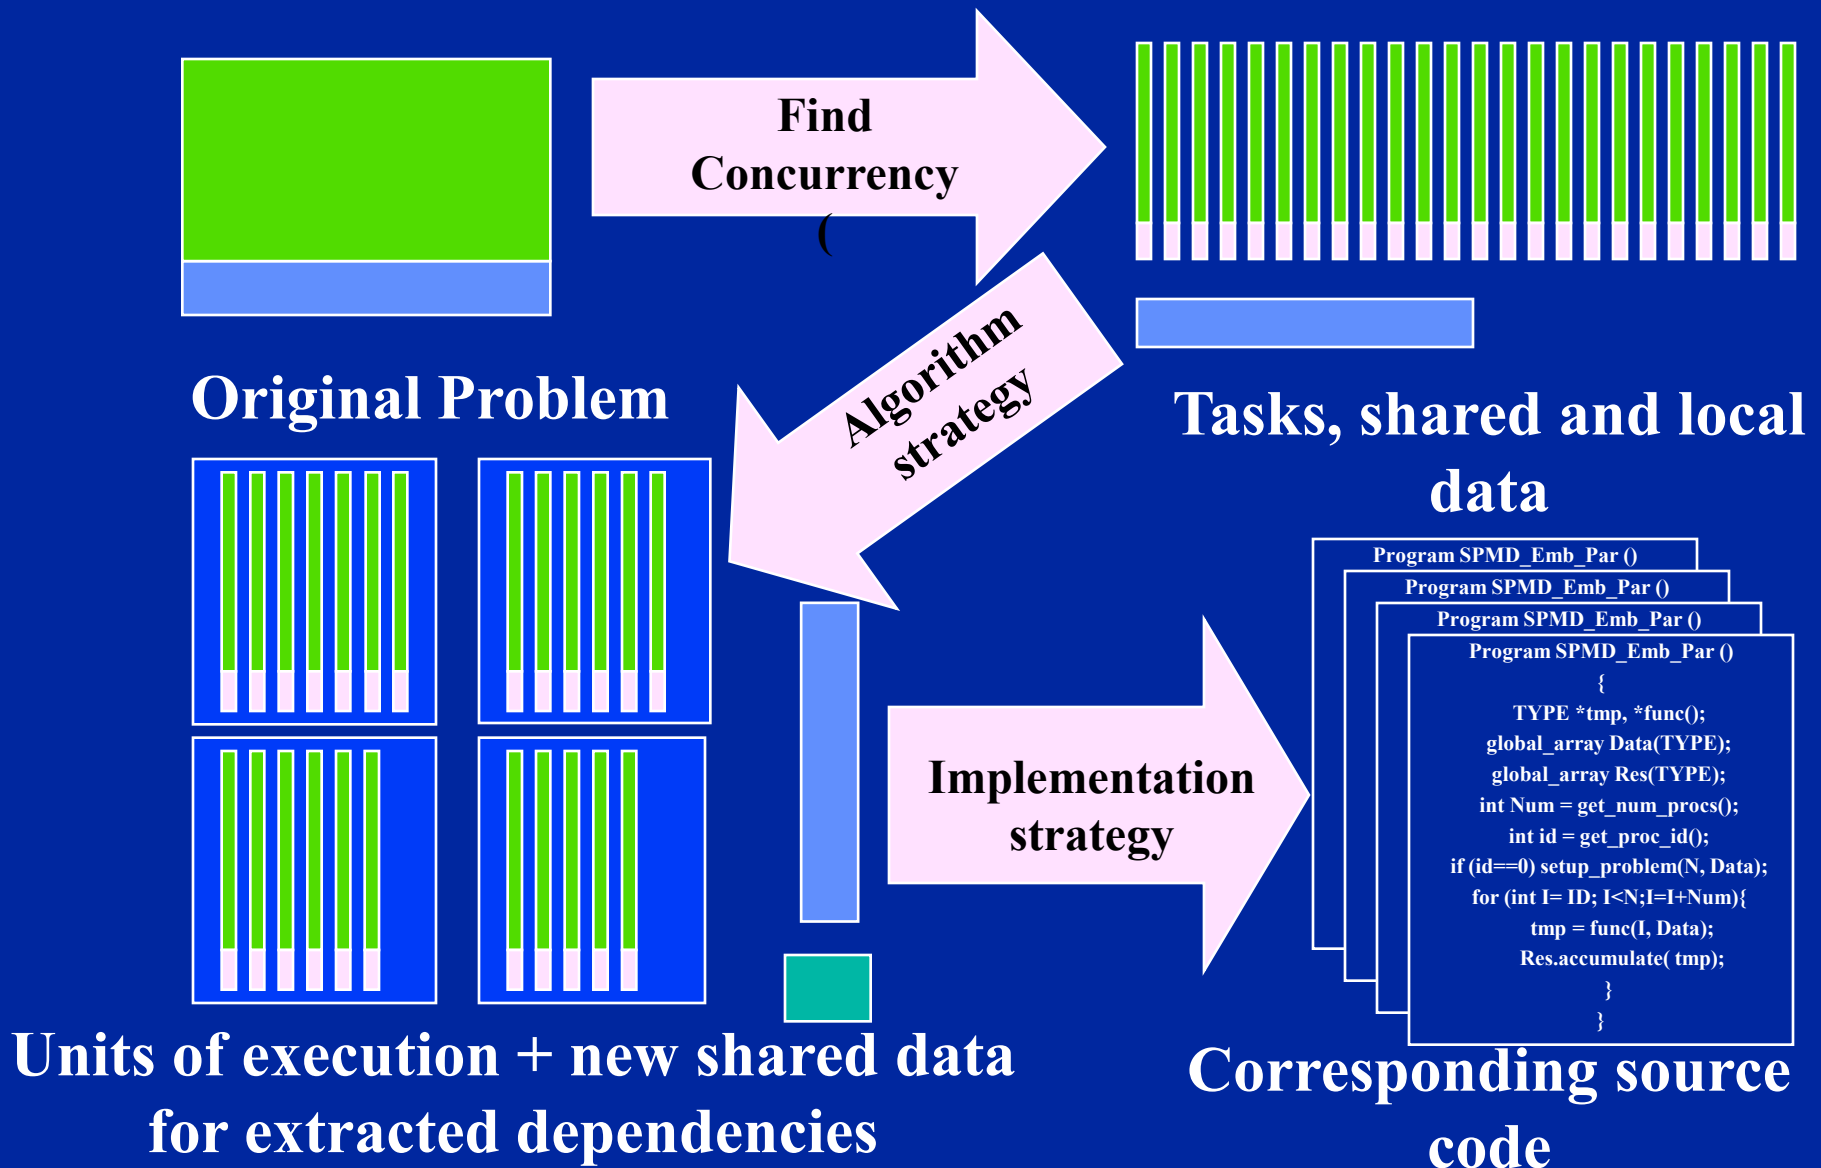 Find
Concurrency
(
Original Problem
Algorithm
strategy
Tasks, shared and local
data
Program SPMD_Emb_Par ()
Program SPMD_Emb_Par ()
Program SPMD_Emb_Par ()
Program SPMD_Emb_Par ()
{
TYPE *tmp, *func();
global_array Data(TYPE);
global_array Res(TYPE);
int Num = get_num_procs();
int id = get_proc_id();
if (id==0) setup_problem(N, Data);
for (int I= ID; I<N;I=I+Num){
tmp = func(I, Data);
Res.accumulate( tmp);
}
}
Implementation
strategy
Units of execution + new shared data
for extracted dependencies
Corresponding source
code